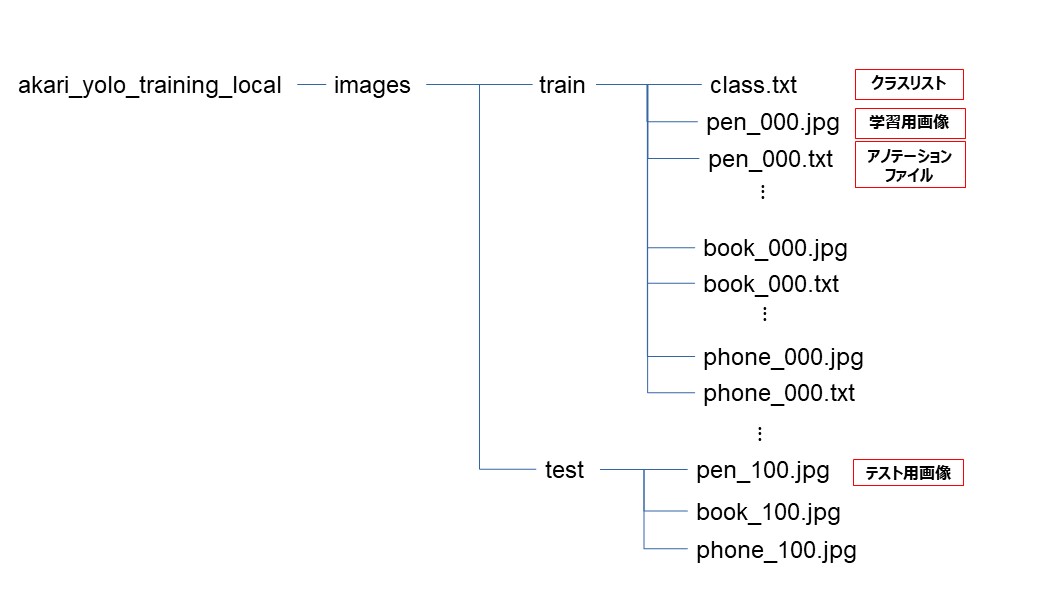 akari_yolo_training_local
images
train
class.txt
クラスリスト
pen_000.jpg
学習用画像
pen_000.txt
アノテーション
ファイル
⋮
book_000.jpg
book_000.txt
⋮
phone_000.jpg
phone_000.txt
⋮
test
pen_100.jpg
テスト用画像
book_100.jpg
phone_100.jpg